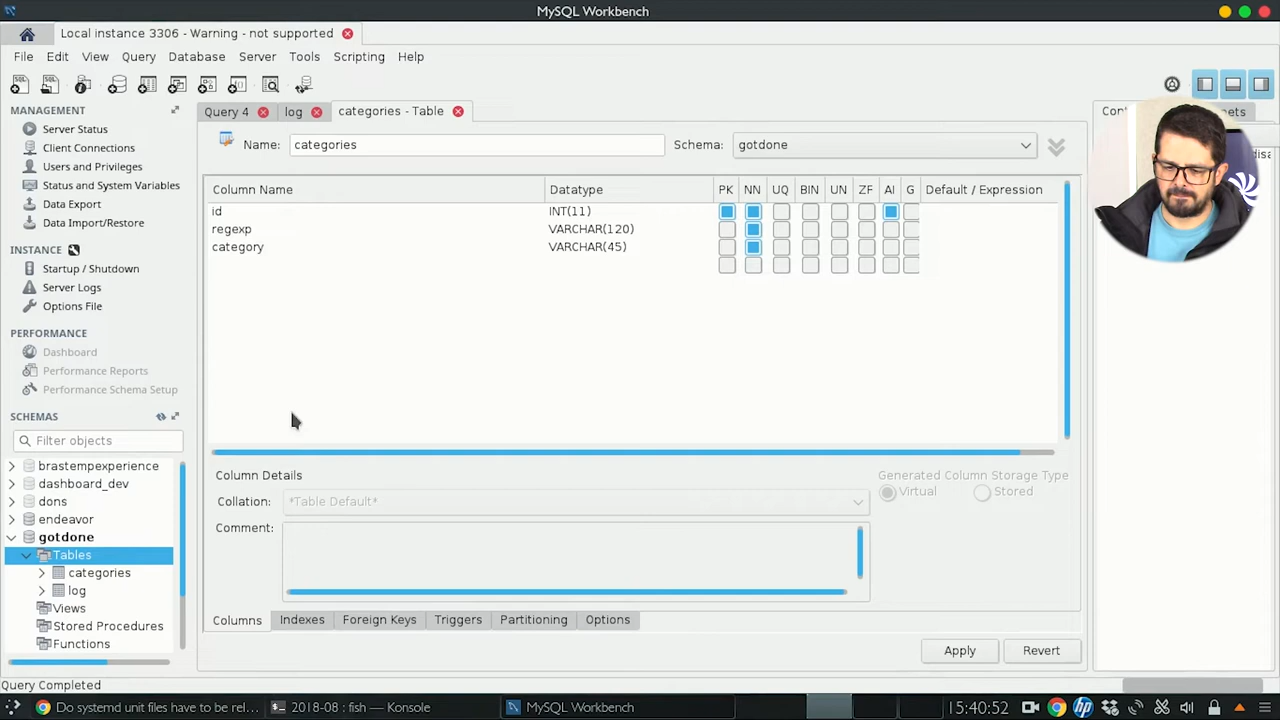 MySQL Workbench
Local instance 3306 - Warning - not supported
File Edit View Query Database Server Tools Scripting Help
MANAGEMENT
Server Status
Client Connections
Users and Privileges
Status and System Variables
Data Export
Data Import/Restore
INSTANCE
Startup / Shutdown
Server Logs
Options File
PERFORMANCE
Dashboard
Performance Reports
Performance Schema Setup
SCHEMAS
Filter objects
brastempexperience
dashboard_dev
dons
endeavor
gotdone
Tables
categories
log
Views
Stored Procedures
Functions
Query 4 log categories - Table
Name: categories Schema: gotdone
Column Name Datatype PK NN UQ BIN UN ZF AI G Default / Expression
id INT(11)
regexp VARCHAR(120)
category VARCHAR(45)
Column Details Generated Column Storage Type
Collation: *Table Default* Virtual Stored
Comment:
Columns Indexes Foreign Keys Triggers Partitioning Options
Apply Revert
Query Completed
Do systemd unit files have to be rel... 2018-08 : fish — Konsole MySQL Workbench 15:40:52